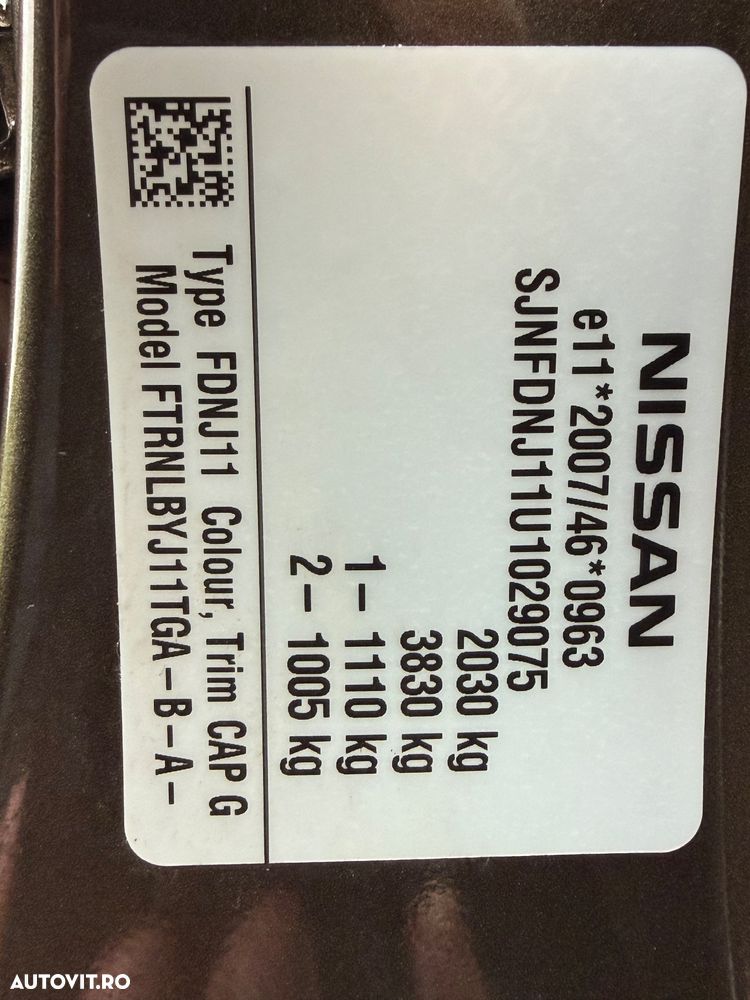 NISSAN
e11*2007/46*0963
SJNFDNJ11U1029075
2030 kg
3830 kg
1– 1110 kg
2– 1005 kg
Type FDNJ11 Colour, Trim CAP G
Model FTRNLBYJ11TGA–B–A–
AUTOVIT.RO